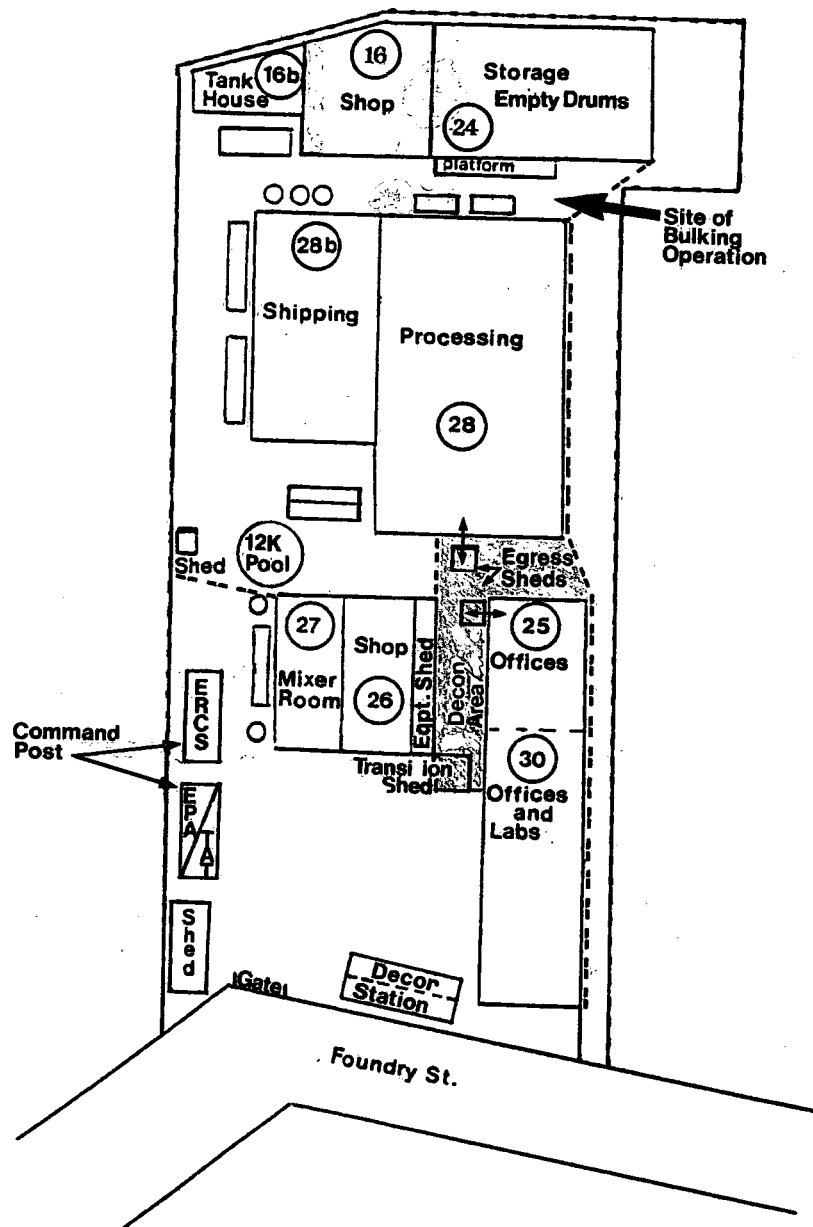 16b
Tank
House
16
Shop
Storage
Empty Drums
24
platform
Site of
Bulking
Operation
28b
Shipping
Processing
28
12K
Pool
Shed
Egress
Sheds
27
Mixer
Room
Shop
26
Eqpt. Shed
Decon
Area
25
Offices
Transi ion
Shed
30
Offices
and
Labs
Command
Post
ERCS
EPA
TAT
Shed
Gate
Decor
Station
Foundry St.